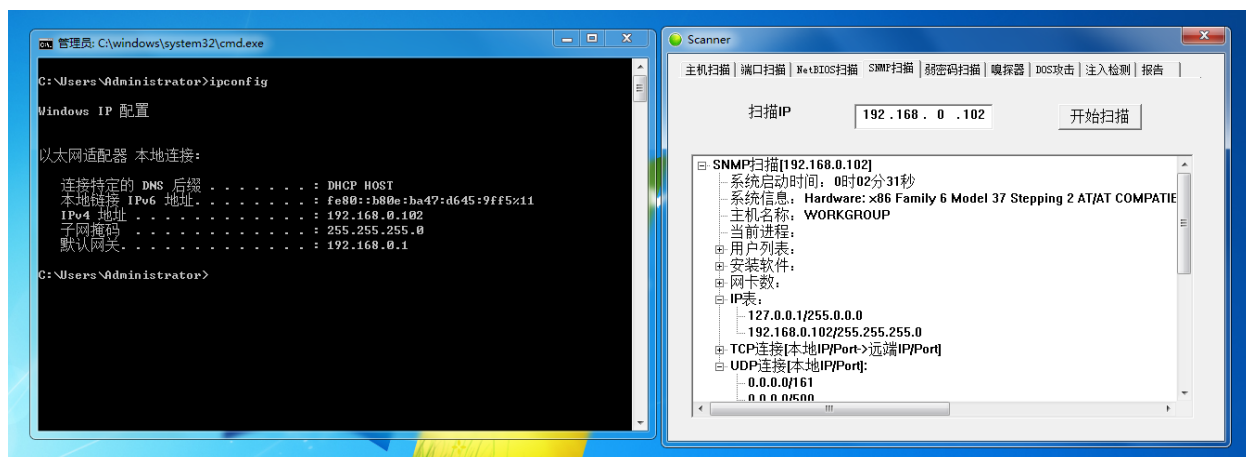 管理员: C:\windows\system32\cmd.exe
C:\Users\Administrator>ipconfig
Windows IP 配置
以太网适配器 本地连接:
连接特定的 DNS 后缀 . . . . . . . : DHCP HOST
本地链接 IPv6 地址. . . . . . . . : fe80::b80e:ba47:d645:9ff5%11
IPv4 地址 . . . . . . . . . . . . : 192.168.0.102
子网掩码 . . . . . . . . . . . . : 255.255.255.0
默认网关. . . . . . . . . . . . . : 192.168.0.1
C:\Users\Administrator>
Scanner
主机扫描 端口扫描 NetBIOS扫描 SNMP扫描 弱密码扫描 嗅探器 DOS攻击 注入检测 报告
扫描IP 192 . 168 . 0 . 102 开始扫描
SNMP扫描[192.168.0.102]
系统启动时间: 0时02分31秒
系统信息: Hardware: x86 Family 6 Model 37 Stepping 2 AT/AT COMPATIE
主机名称: WORKGROUP
当前进程:
用户列表:
安装软件:
网卡数:
IP表:
127.0.0.1/255.0.0.0
192.168.0.102/255.255.255.0
TCP连接[本地IP/Port->远端IP/Port]
UDP连接[本地IP/Port]:
0.0.0.0/161
0.0.0.0/500